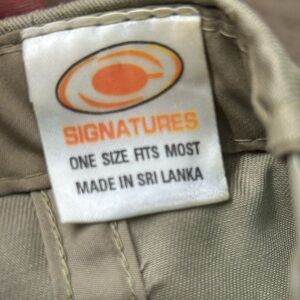 SIGNATURES
ONE SIZE FITS MOST
MADE IN SRI LANKA